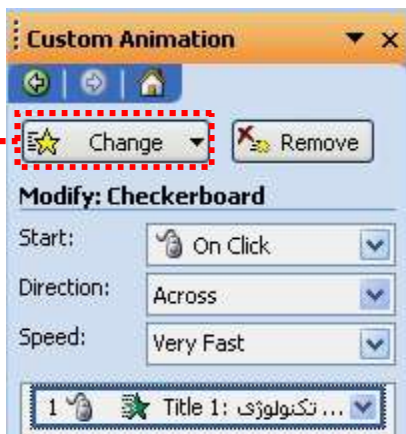 Custom Animation
Change Remove
Modify: Checkerboard
Start: On Click
Direction: Across
Speed: Very Fast
1 Title 1: تکنولوژی ...